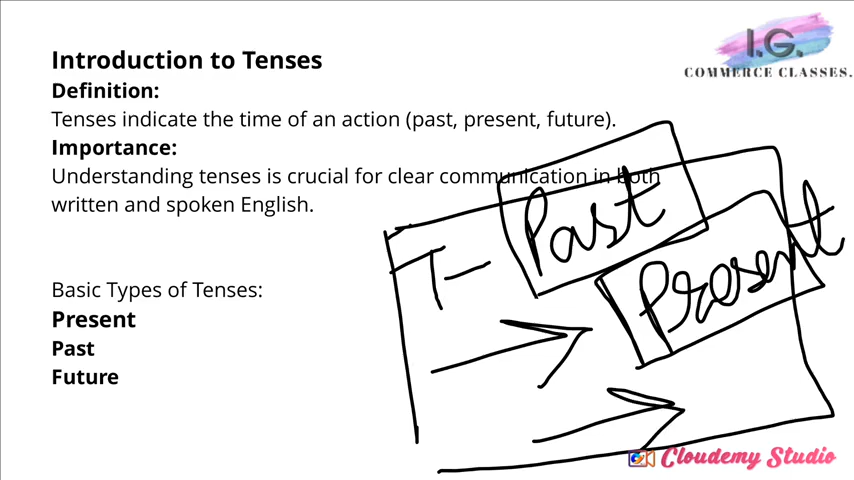 I.G.
COMMERCE CLASSES.
Introduction to Tenses
Definition:
Tenses indicate the time of an action (past, present, future).
Importance:
Understanding tenses is crucial for clear communication in both
written and spoken English.
T- Past
Present
Basic Types of Tenses:
Present
Past
Future
Cloudemy Studio